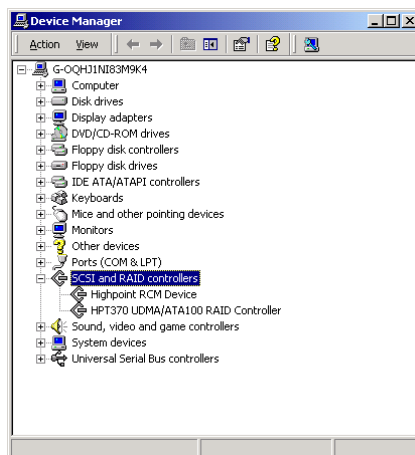 Device Manager
Action View
G-OQHJ1NI83M9K4
Computer
Disk drives
Display adapters
DVD/CD-ROM drives
Floppy disk controllers
Floppy disk drives
IDE ATA/ATAPI controllers
Keyboards
Mice and other pointing devices
Monitors
Other devices
Ports (COM & LPT)
SCSI and RAID controllers
Highpoint RCM Device
HPT370 UDMA/ATA100 RAID Controller
Sound, video and game controllers
System devices
Universal Serial Bus controllers